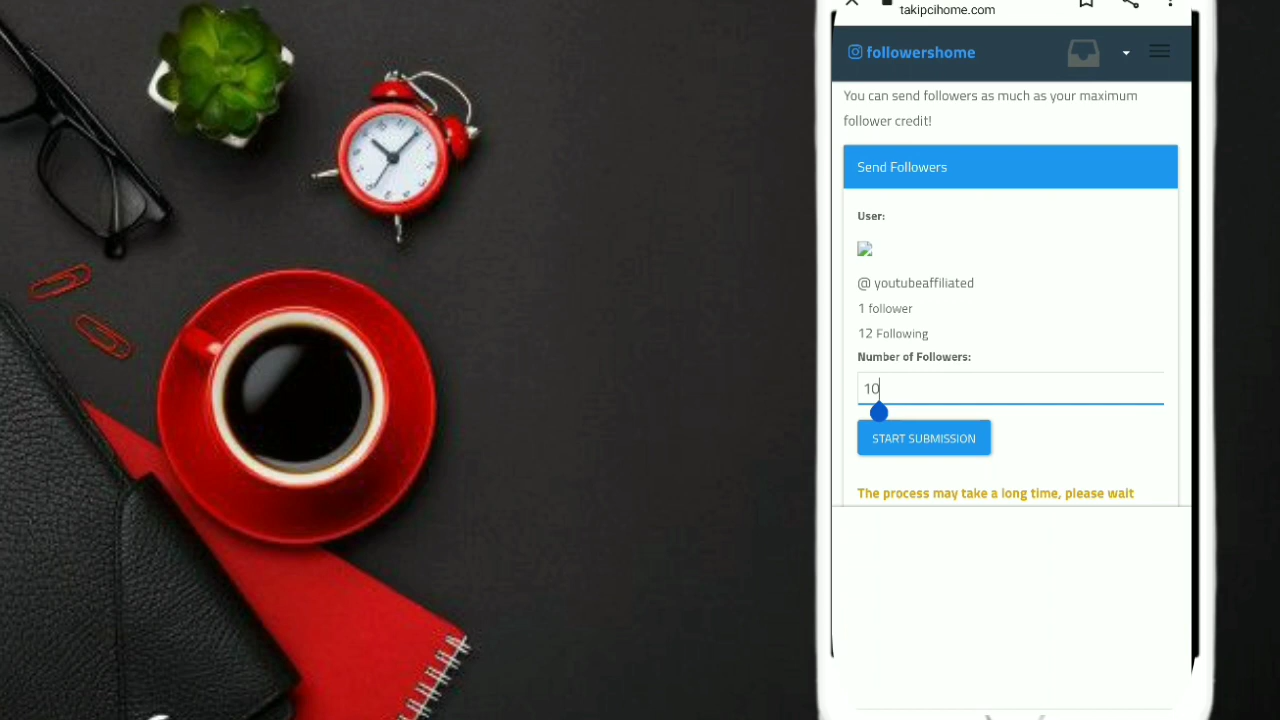 takipcihome.com
followershome
You can send followers as much as your maximum
follower credit!
Send Followers
User:
@ youtubeaffiliated
1 follower
12 Following
Number of Followers:
10
START SUBMISSION
The process may take a long time, please wait